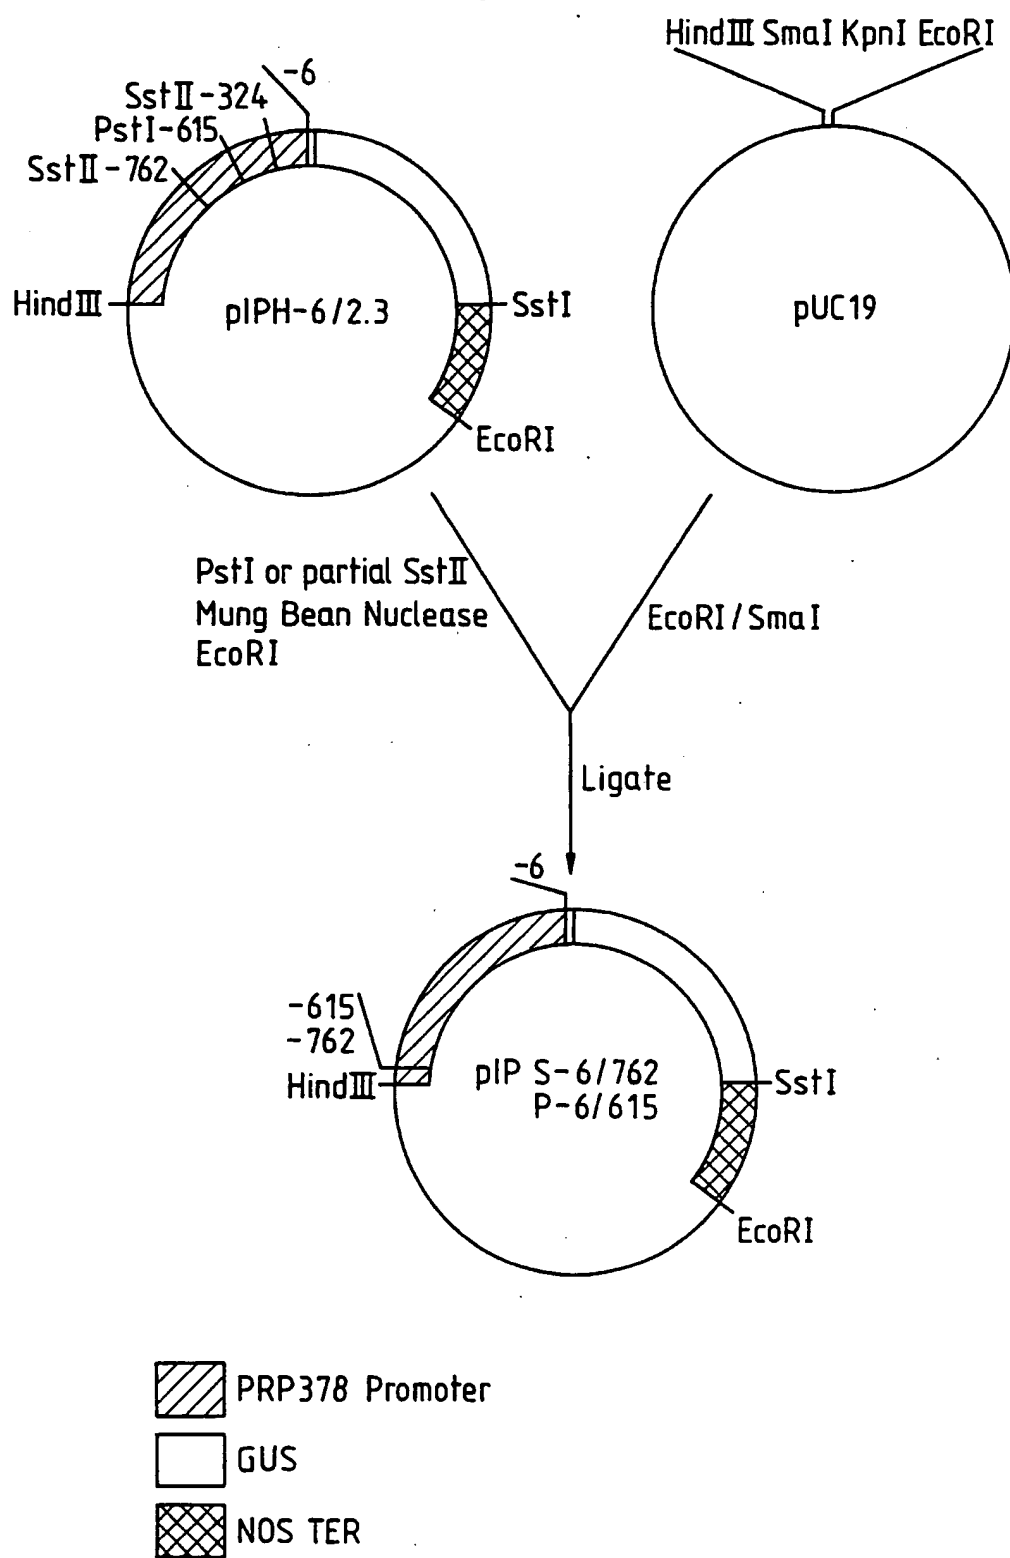 HindIII SmaI KpnI EcoRI
-6
SstII-324
PstI-615
SstII-762
HindIII
pIPH-6/2.3
SstI
EcoRI
pUC19
PstI or partial SstII
Mung Bean Nuclease
EcoRI
EcoRI/SmaI
Ligate
-6
-615
-762
HindIII
pIP S-6/762
P-6/615
SstI
EcoRI
PRP378 Promoter
GUS
NOS TER